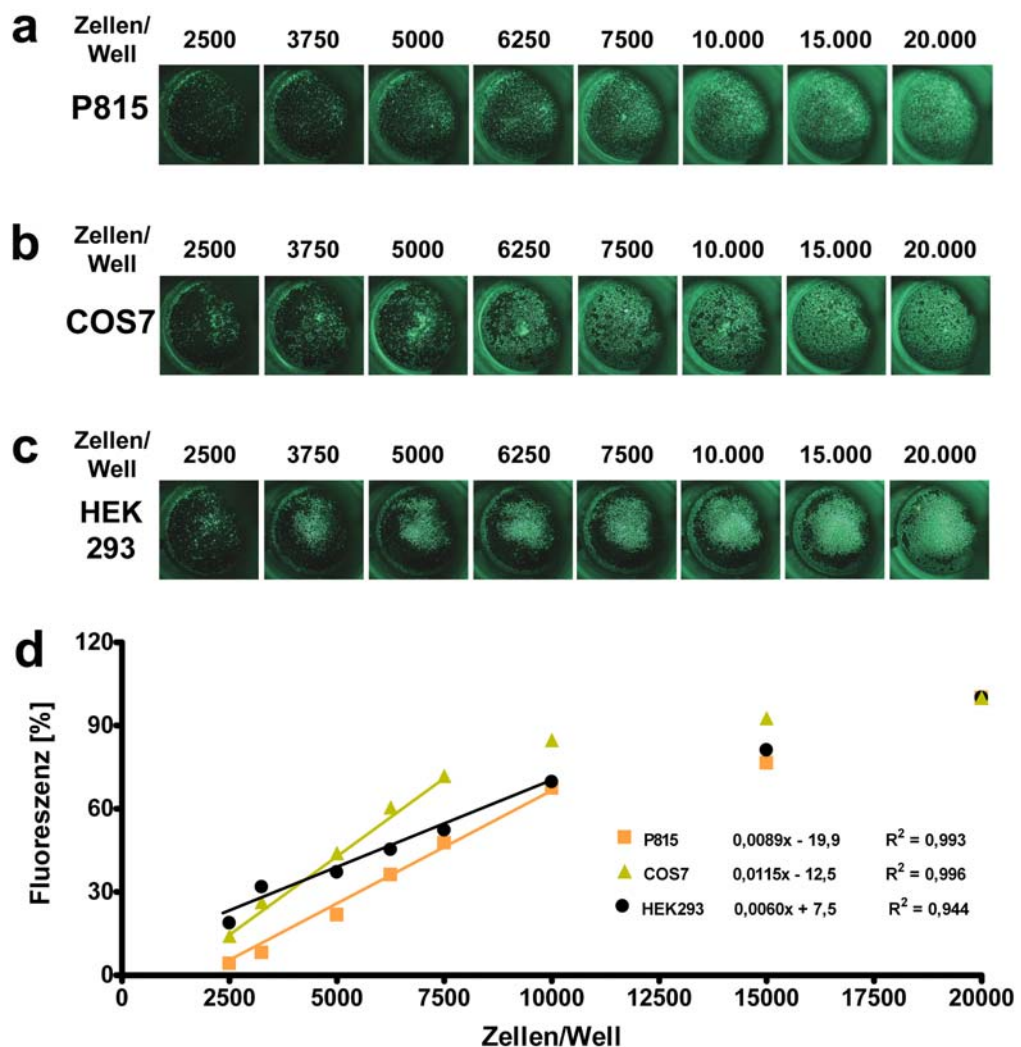 a
Zellen/
Well
2500 3750 5000 6250 7500 10.000 15.000 20.000
P815
b
Zellen/
Well
2500 3750 5000 6250 7500 10.000 15.000 20.000
COS7
c
Zellen/
Well
2500 3750 5000 6250 7500 10.000 15.000 20.000
HEK
293
d
Fluoreszenz [%]
120
90
60
30
0
P815 0,0089x - 19,9 R² = 0,993
COS7 0,0115x - 12,5 R² = 0,996
HEK293 0,0060x + 7,5 R² = 0,944
0 2500 5000 7500 10000 12500 15000 17500 20000
Zellen/Well